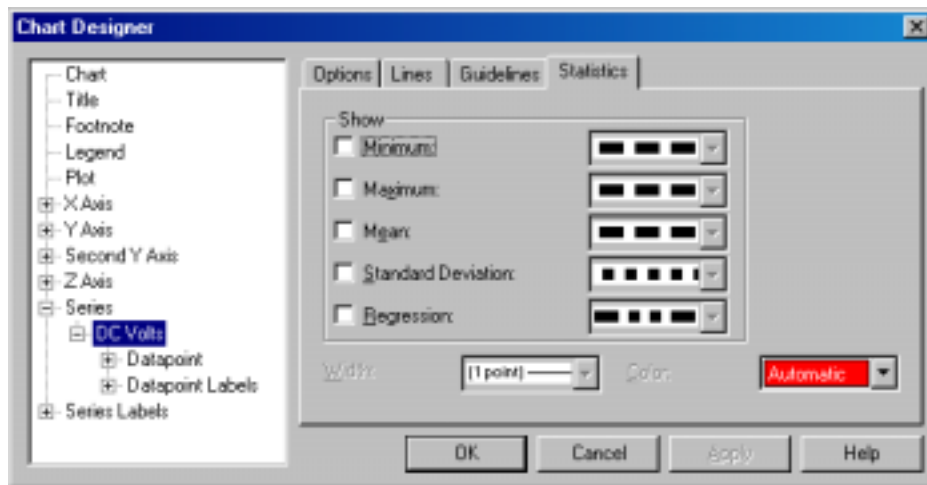 Chart Designer
Chart
Title
Footnote
Legend
Plot
X Axis
Y Axis
Second Y Axis
Z Axis
Series
DC Volts
Datapoint
Datapoint Labels
Series Labels
Options
Lines
Guidelines
Statistics
Show
Minimum:
Maximum:
Mean:
Standard Deviation:
Regression:
Width:
(1 point)
Color:
Automatic
OK
Cancel
Apply
Help